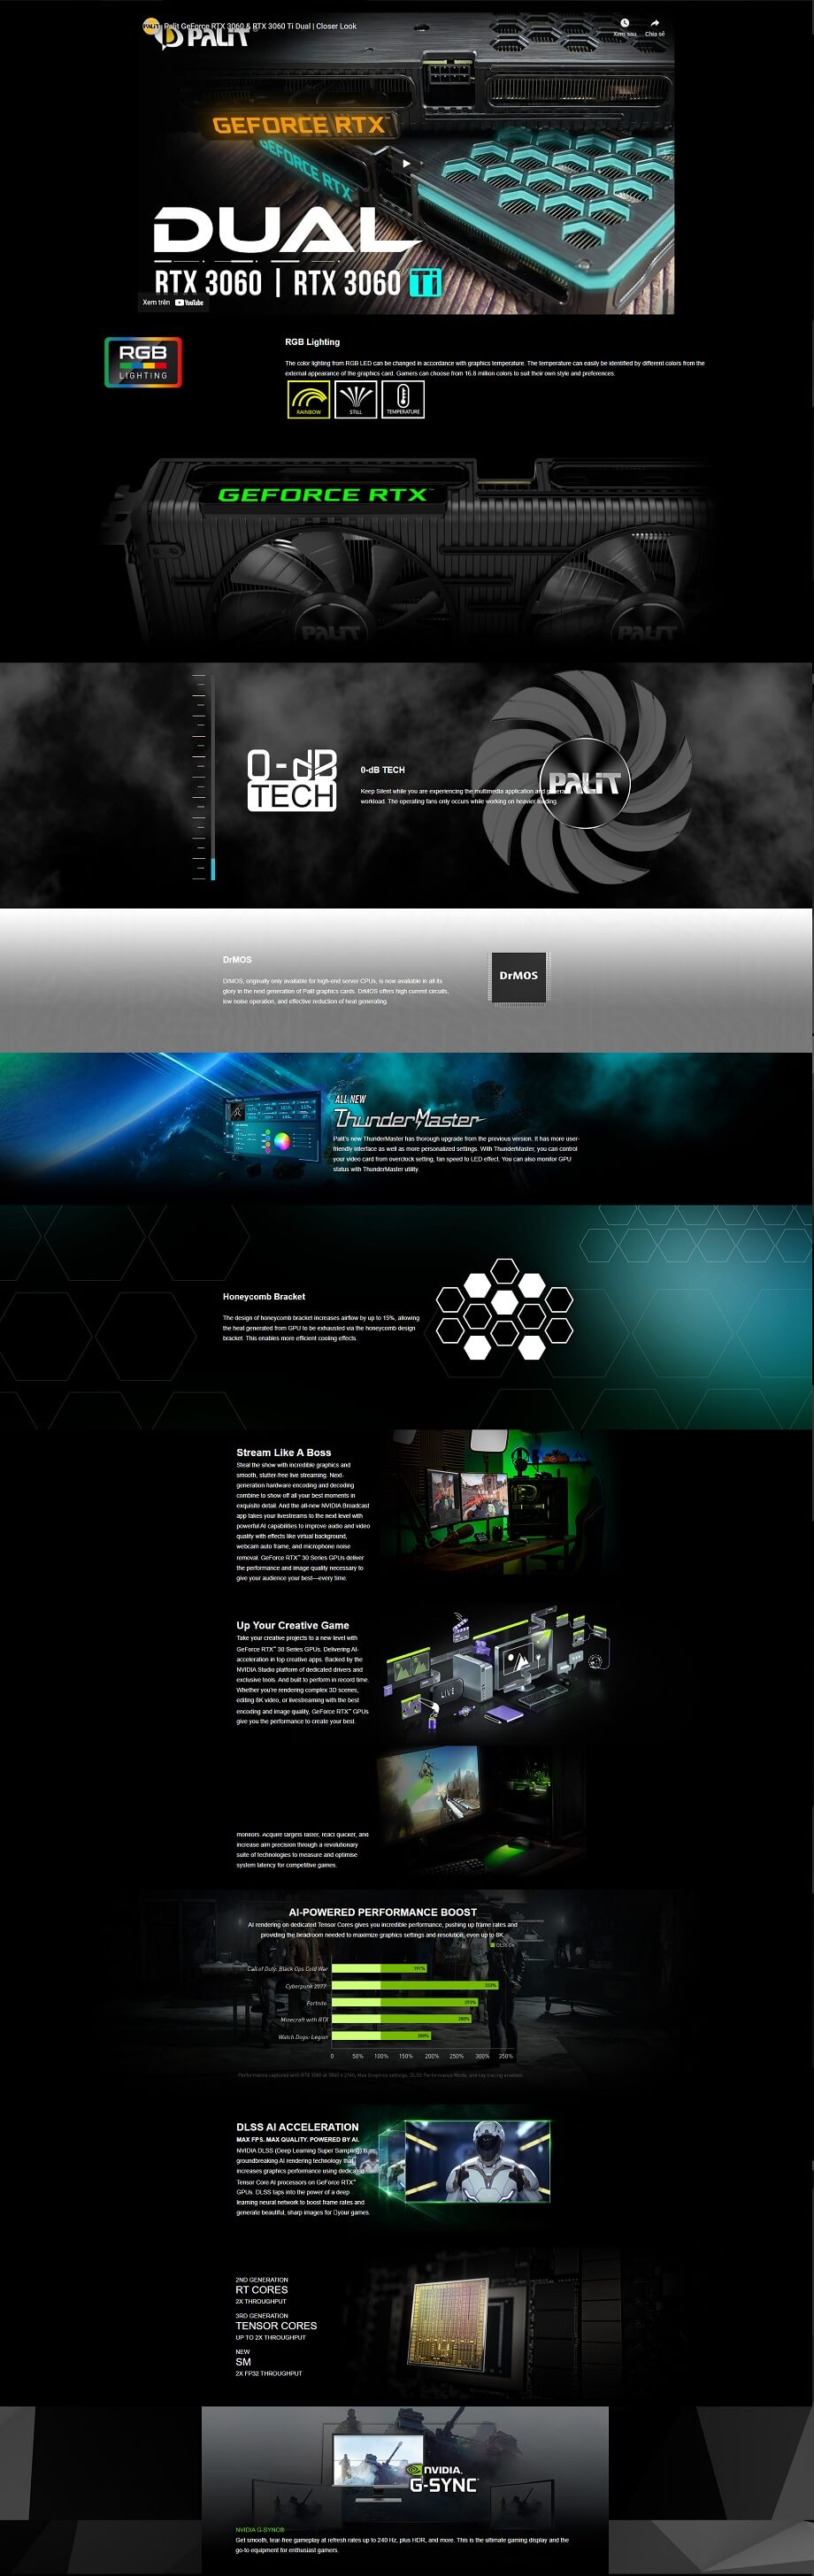 Palit GeForce RTX 3060 & RTX 3060 Ti Dual | Closer Look
Xem sau
Chia sẻ
PALIT
GEFORCE RTX
GEFORCE RTX
DUAL
RTX 3060 | RTX 3060 Ti
Xem trên YouTube
RGB
LIGHTING
RGB Lighting
The color lighting from RGB LED can be changed in accordance with graphics temperature. The temperature can easily be identified by different colors from the
external appearance of the graphics card. Gamers can choose from 16.8 million colors to suit their own style and preferences.
RAINBOW
STILL
TEMPERATURE
GEFORCE RTX
PALIT
PALIT
0-dB
TECH
0-dB TECH
Keep Silent while you are experiencing the multimedia application and general
workload. The operating fans only occurs while working on heavier loading.
PALIT
DrMOS
DrMOS, originally only available for high-end server CPUs, is now available in all its
glory in the next generation of Palit graphics cards. DrMOS offers high current circuits,
low noise operation, and effective reduction of heat generating.
DrMOS
ALL NEW
ThunderMaster
Palit's new ThunderMaster has thorough upgrade from the previous version. It has more user-
friendly interface as well as more personalized settings. With ThunderMaster, you can control
your video card from overclock setting, fan speed to LED effect. You can also monitor GPU
status with ThunderMaster utility.
Honeycomb Bracket
The design of honeycomb bracket increases airflow by up to 15%, allowing
the heat generated from GPU to be exhausted via the honeycomb design
bracket. This enables more efficient cooling effects.
Stream Like A Boss
Steal the show with incredible graphics and
smooth, stutter-free live streaming. Next-
generation hardware encoding and decoding
combine to show off all your best moments in
exquisite detail. And the all-new NVIDIA Broadcast
app takes your livestreams to the next level with
powerful AI capabilities to improve audio and video
quality with effects like virtual background,
webcam auto frame, and microphone noise
removal. GeForce RTX™ 30 Series GPUs deliver
the performance and image quality necessary to
give your audience your best—every time.
Up Your Creative Game
Take your creative projects to a new level with
GeForce RTX™ 30 Series GPUs. Delivering AI-
acceleration in top creative apps. Backed by the
NVIDIA Studio platform of dedicated drivers and
exclusive tools. And built to perform in record time.
Whether you're rendering complex 3D scenes,
editing 8K video, or livestreaming with the best
encoding and image quality, GeForce RTX™ GPUs
give you the performance to create your best.
LIVE
monitors. Acquire targets faster, react quicker, and
increase aim precision through a revolutionary
suite of technologies to measure and optimise
system latency for competitive games.
AI-POWERED PERFORMANCE BOOST
AI rendering on dedicated Tensor Cores gives you incredible performance, pushing up frame rates and
providing the headroom needed to maximize graphics settings and resolution, even up to 8K.
DLSS On
Call of Duty: Black Ops Cold War
Cyberpunk 2077
Fortnite
Minecraft with RTX
Watch Dogs: Legion
0 50% 100% 150% 200% 250% 300% 350%
Performance captured with RTX 3080 at 3840 x 2160, Max Graphics settings, DLSS Performance Mode, and ray tracing enabled.
DLSS AI ACCELERATION
MAX FPS. MAX QUALITY. POWERED BY AI.
NVIDIA DLSS (Deep Learning Super Sampling) is
groundbreaking AI rendering technology that
increases graphics performance using dedicated
Tensor Core AI processors on GeForce RTX™
GPUs. DLSS taps into the power of a deep
learning neural network to boost frame rates and
generate beautiful, sharp images for your games.
2ND GENERATION
RT CORES
2X THROUGHPUT
3RD GENERATION
TENSOR CORES
UP TO 2X THROUGHPUT
NEW
SM
2X FP32 THROUGHPUT
NVIDIA.
G-SYNC
NVIDIA G-SYNC®
Get smooth, tear-free gameplay at refresh rates up to 240 Hz, plus HDR, and more. This is the ultimate gaming display and the
go-to equipment for enthusiast gamers.